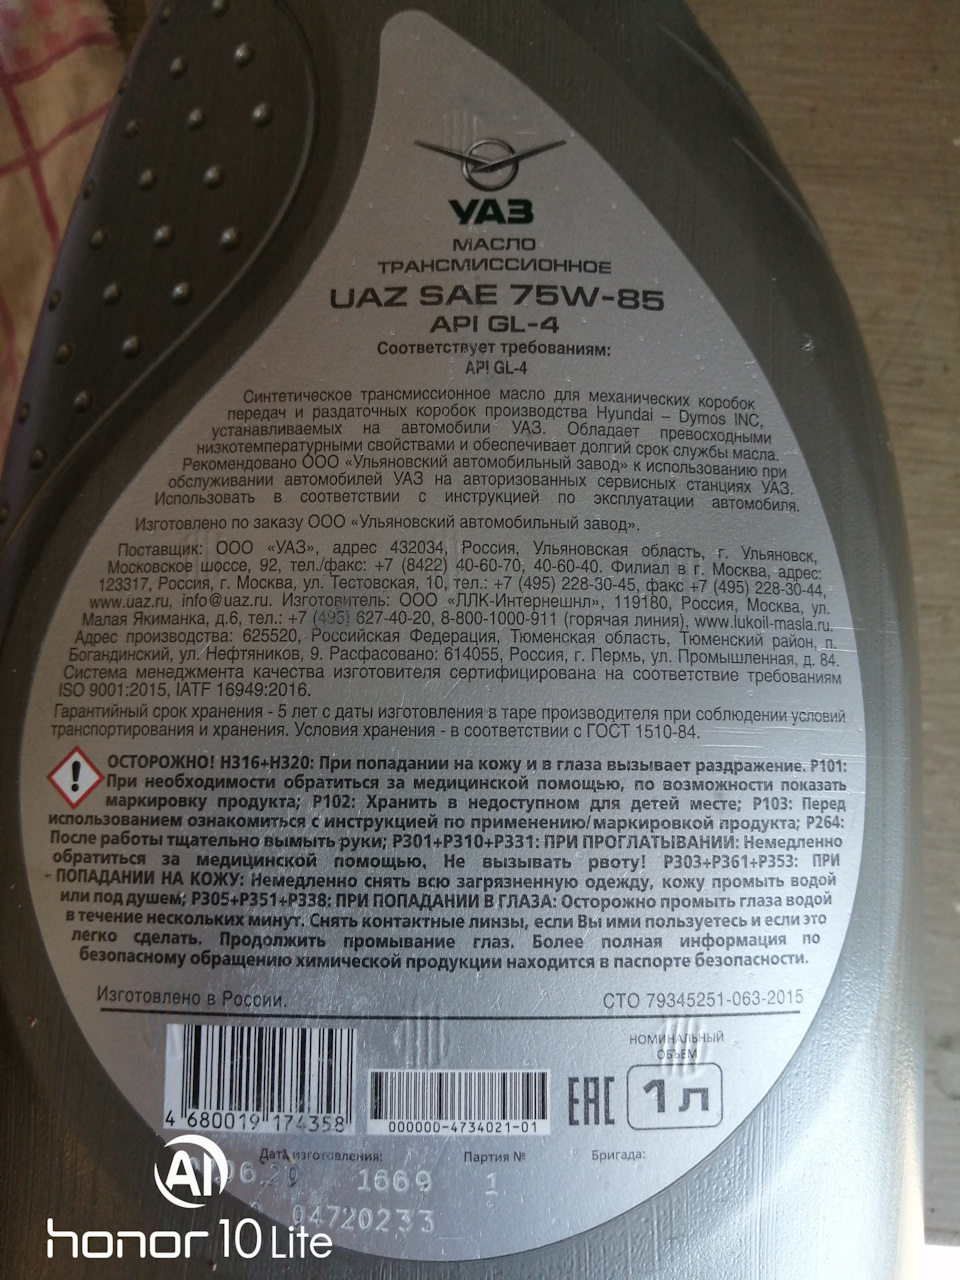 УАЗ
МАСЛО
ТРАНСМИССИОННОЕ
UAZ SAE 75W-85
API GL-4
Соответствует требованиям:
API GL-4
Синтетическое трансмиссионное масло для механических коробок
передач и раздаточных коробок производства Hyundai – Dymos INC,
устанавливаемых на автомобили УАЗ. Обладает превосходными
низкотемпературными свойствами и обеспечивает долгий срок службы масла.
Рекомендовано ООО «Ульяновский автомобильный завод» к использованию при
обслуживании автомобилей УАЗ на авторизованных сервисных станциях УАЗ.
Использовать в соответствии с инструкцией по эксплуатации автомобиля.
Изготовлено по заказу ООО «Ульяновский автомобильный завод».
Поставщик: ООО «УАЗ», адрес 432034, Россия, Ульяновская область, г. Ульяновск,
Московское шоссе, 92, тел./факс: +7 (8422) 40-60-70, 40-60-40. Филиал в г. Москва, адрес:
123317, Россия, г. Москва, ул. Тестовская, 10, тел.: +7 (495) 228-30-45, факс +7 (495) 228-30-44,
www.uaz.ru, info@uaz.ru. Изготовитель: ООО «ЛЛК-Интернешнл», 119180, Россия, Москва, ул.
Малая Якиманка, д.6, тел.: +7 (495) 627-40-20, 8-800-1000-911 (горячая линия), www.lukoil-masla.ru.
Адрес производства: 625520, Российская Федерация, Тюменская область, Тюменский район, п.
Богандинский, ул. Нефтяников, 9. Расфасовано: 614055, Россия, г. Пермь, ул. Промышленная, д. 84.
Система менеджмента качества изготовителя сертифицирована на соответствие требованиям
ISO 9001:2015, IATF 16949:2016.
Гарантийный срок хранения - 5 лет с даты изготовления в таре производителя при соблюдении условий
транспортирования и хранения. Условия хранения - в соответствии с ГОСТ 1510-84.
ОСТОРОЖНО! H316+H320: При попадании на кожу и в глаза вызывает раздражение. P101:
При необходимости обратиться за медицинской помощью, по возможности показать
маркировку продукта; P102: Хранить в недоступном для детей месте; P103: Перед
использованием ознакомиться с инструкцией по применению/маркировкой продукта; P264:
После работы тщательно вымыть руки; P301+P310+P331: ПРИ ПРОГЛАТЫВАНИИ: Немедленно
обратиться за медицинской помощью. Не вызывать рвоту! P303+P361+P353: ПРИ
ПОПАДАНИИ НА КОЖУ: Немедленно снять всю загрязненную одежду, кожу промыть водой
или под душем; P305+P351+P338: ПРИ ПОПАДАНИИ В ГЛАЗА: Осторожно промыть глаза водой
в течение нескольких минут. Снять контактные линзы, если Вы ими пользуетесь и если это
легко сделать. Продолжить промывание глаз. Более полная информация по
безопасному обращению химической продукции находится в паспорте безопасности.
Изготовлено в России. СТО 79345251-063-2015
НОМИНАЛЬНЫЙ
ОБЪЕМ
1 л
EAC
4 680019 174358
000000-4734021-01
Дата изготовления: Партия № Бригада:
1669 1
04720233
AI
honor 10 Lite